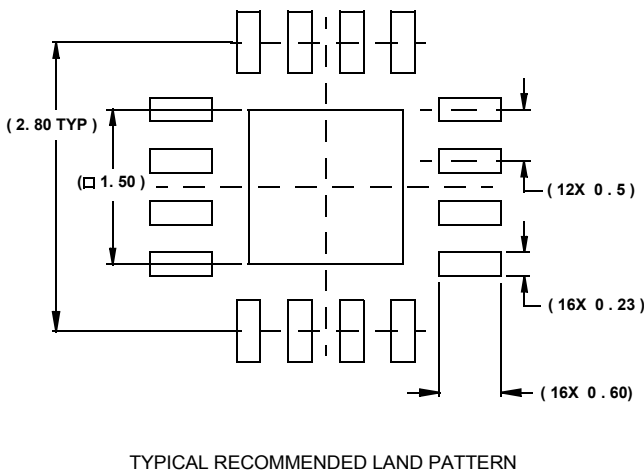 ( 2. 80 TYP )
(□ 1. 50 )
( 12X 0 . 5 )
( 16X 0 . 23 )
( 16X 0 . 60)
TYPICAL RECOMMENDED LAND PATTERN